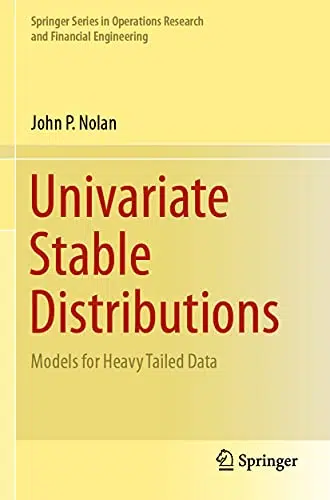 Springer Series in Operations Research
and Financial Engineering
John P. Nolan
Univariate
Stable
Distributions
Models for Heavy Tailed Data
Springer